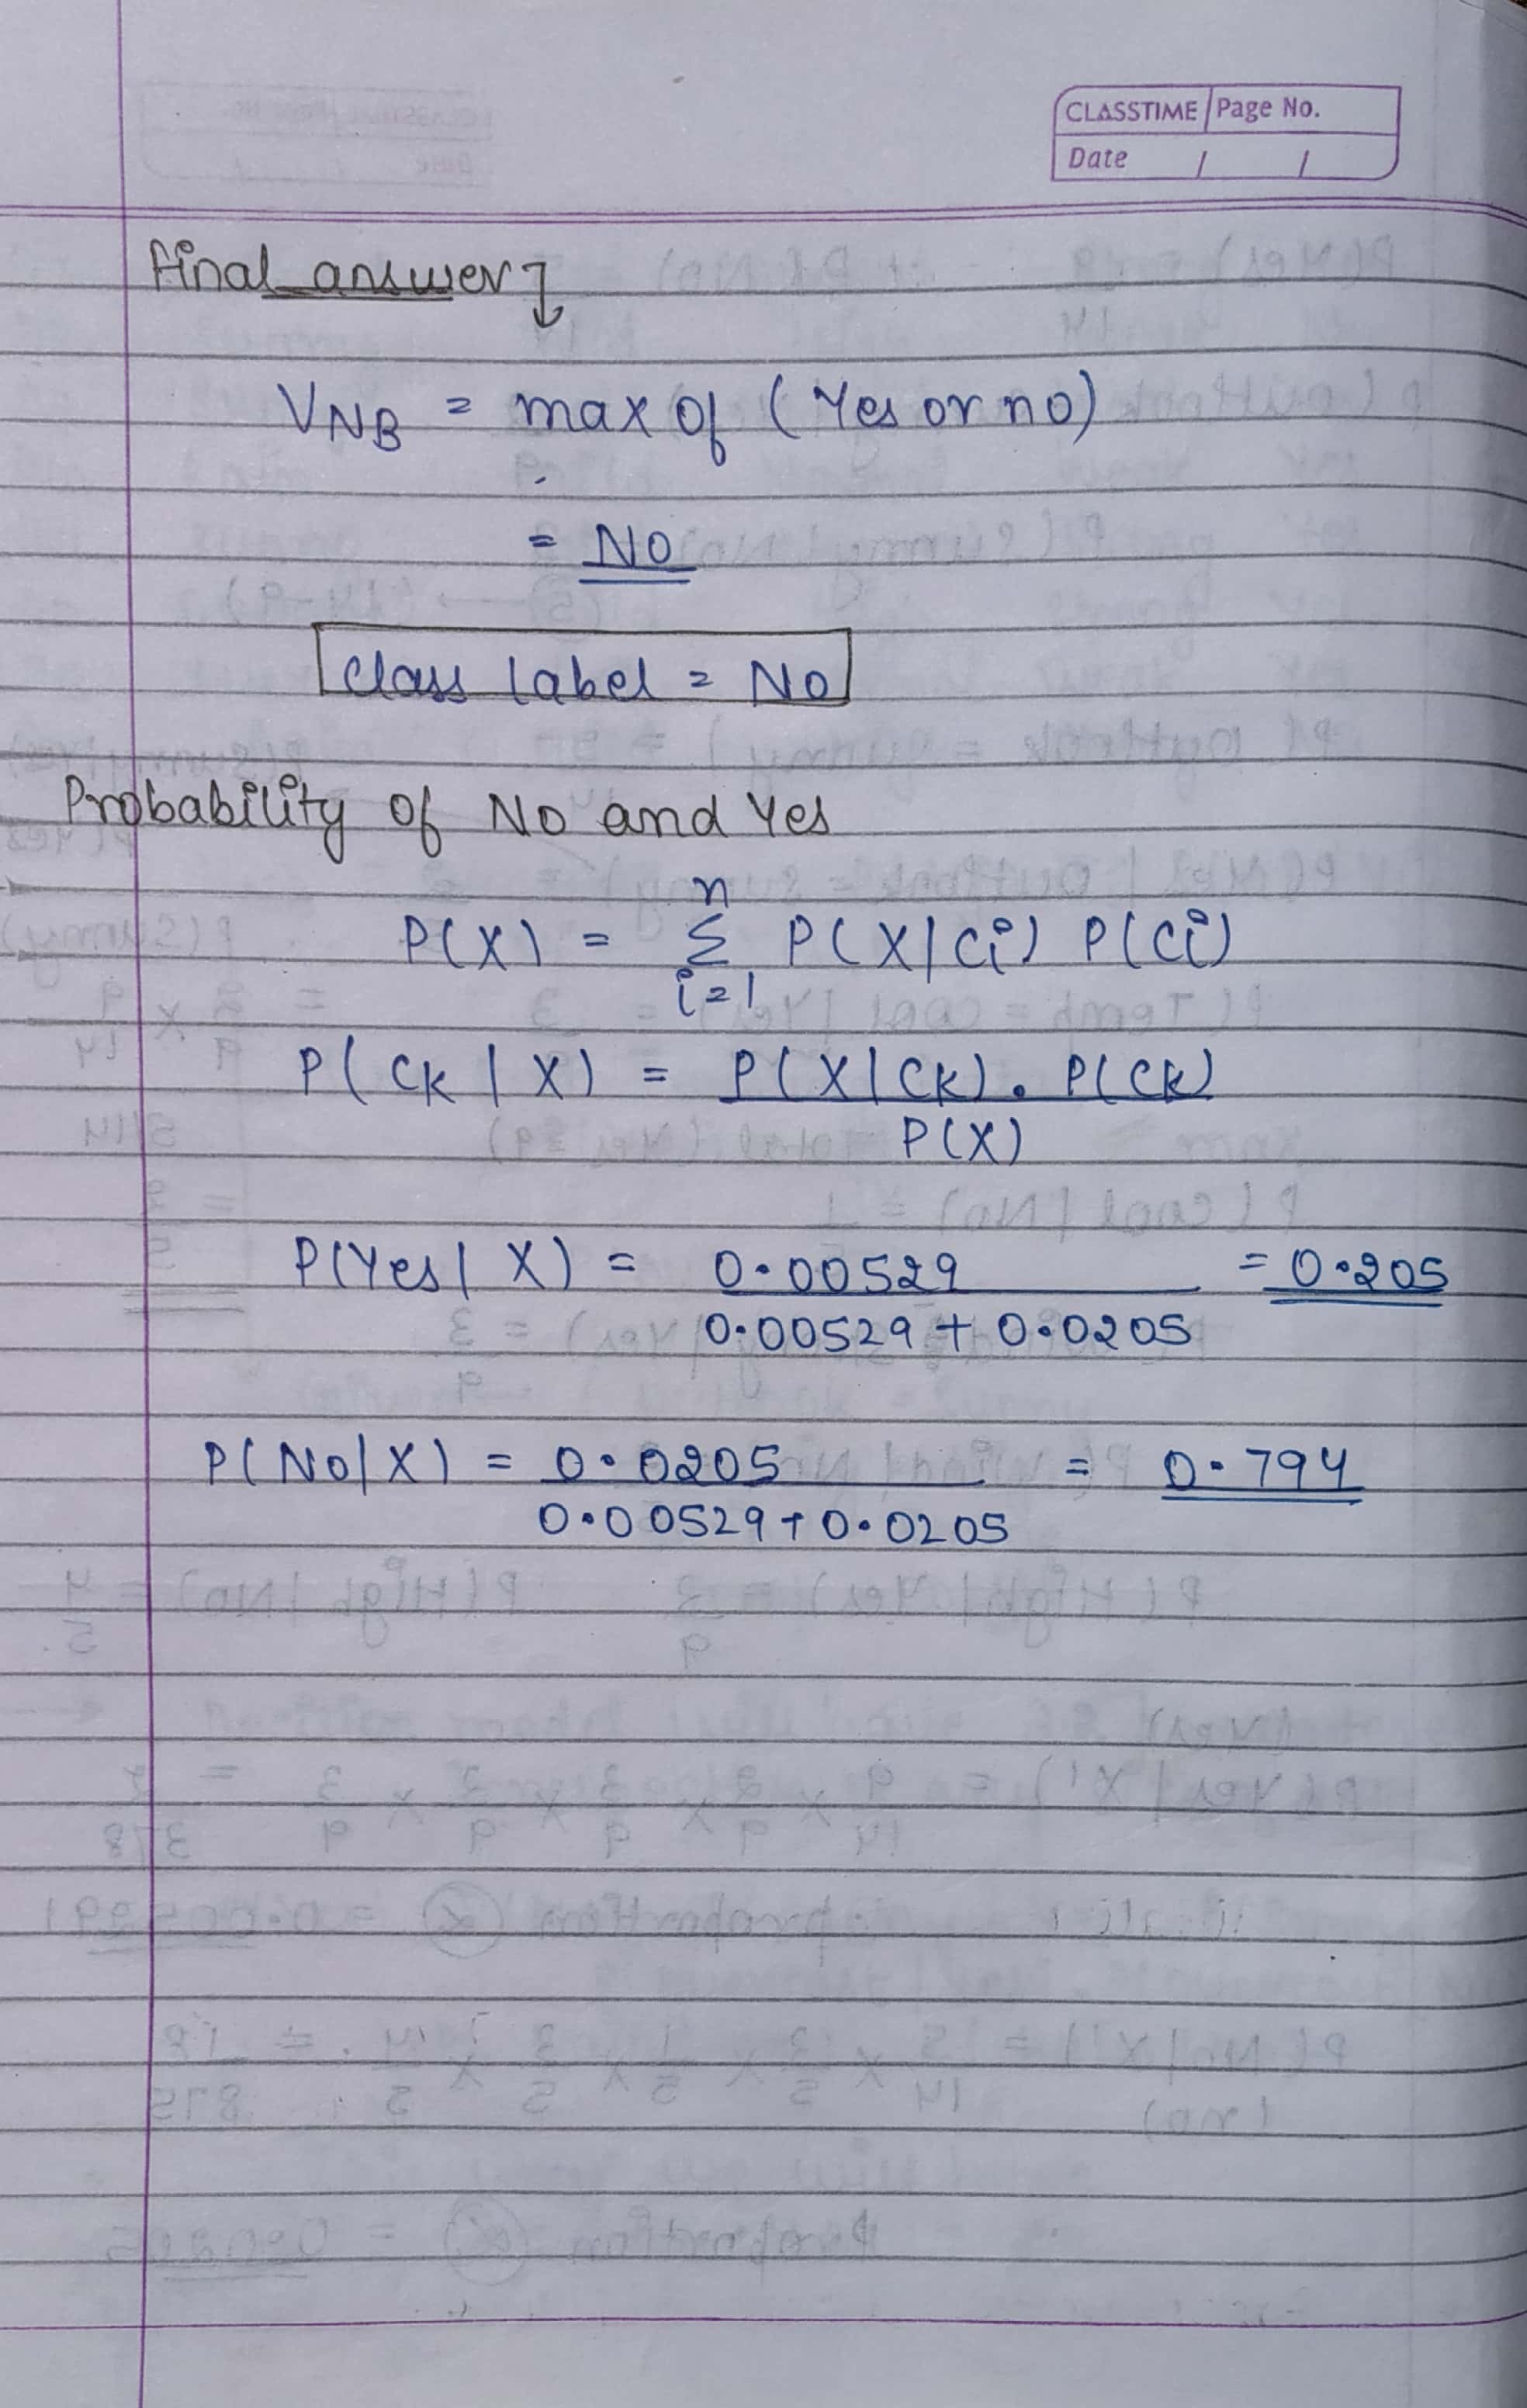 CLASSTIME Page No.
Date / /
Final answer ↓
V_NB = max of (Yes or no)
= No
Class label = No
Probability of No and Yes
n
P(X) = Σ P(X|Ci) P(Ci)
i=1
P(Ck | X) = P(X|Ck) . P(Ck)
P(X)
P(Yes| X) = 0.00529 = 0.205
0.00529 + 0.0205
P(No|X) = 0.0205 = 0.794
0.00529+0.0205